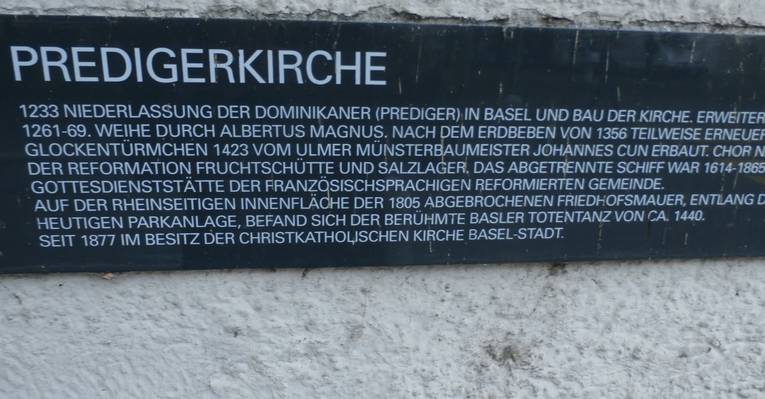 PREDIGERKIRCHE
1233 NIEDERLASSUNG DER DOMINIKANER (PREDIGER) IN BASEL UND BAU DER KIRCHE. ERWEITER
1261-69. WEIHE DURCH ALBERTUS MAGNUS. NACH DEM ERDBEBEN VON 1356 TEILWEISE ERNEUER
GLOCKENTÜRMCHEN 1423 VOM ULMER MÜNSTERBAUMEISTER JOHANNES CUN ERBAUT. CHOR N
DER REFORMATION FRUCHTSCHÜTTE UND SALZLAGER. DAS ABGETRENNTE SCHIFF WAR 1614-1865
GOTTESDIENSTSTÄTTE DER FRANZÖSISCHSPRACHIGEN REFORMIERTEN GEMEINDE.
AUF DER RHEINSEITIGEN INNENFLÄCHE DER 1805 ABGEBROCHENEN FRIEDHOFSMAUER, ENTLANG D
HEUTIGEN PARKANLAGE, BEFAND SICH DER BERÜHMTE BASLER TOTENTANZ VON CA. 1440.
SEIT 1877 IM BESITZ DER CHRISTKATHOLISCHEN KIRCHE BASEL-STADT.